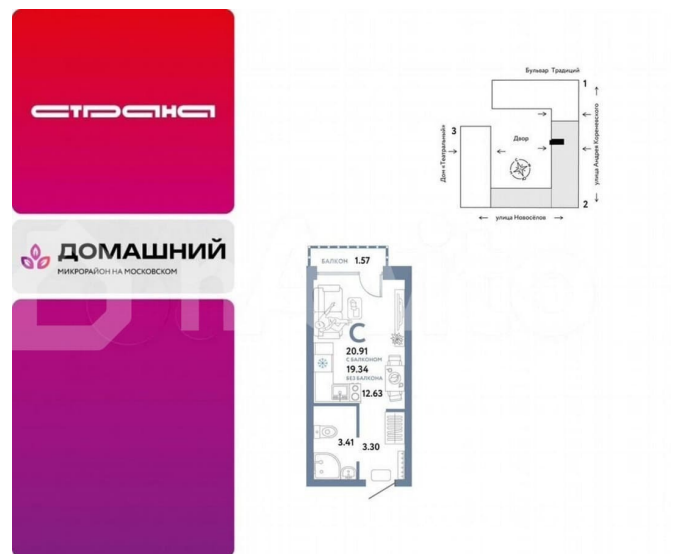 СТРАНА
ДОМАШНИЙ
МИКРОРАЙОН НА МОСКОВСКОМ
Бульвар Традиций
1
улица Андрея Кореневского
3
Двор
Дом «Театральный»
2
улица Новосёлов
БАЛКОН 1.57
С
20.91
С БАЛКОНОМ
19.34
БЕЗ БАЛКОНА
12.63
3.41
3.30